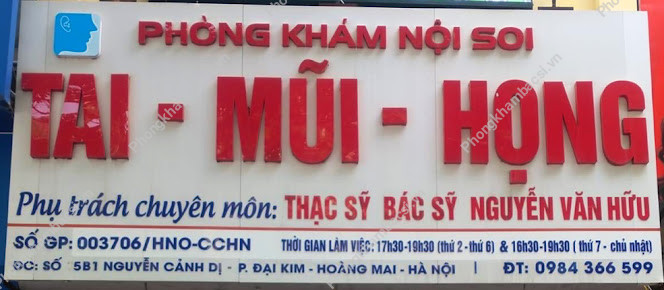 PHÒNG KHÁM NỘI SOI
TAI - MŨI - HỌNG
Phụ trách chuyên môn: THẠC SỸ BÁC SỸ NGUYỄN VĂN HỮU
SỐ GP: 003706/HNO-CCHN THỜI GIAN LÀM VIỆC: 17h30-19h30 (thứ 2-thứ 6) & 16h30-19h30 ( thứ 7 - chủ nhật)
ĐC: SỐ 5B1 NGUYỄN CẢNH DỊ - P. ĐẠI KIM - HOÀNG MAI - HÀ NỘI | ĐT: 0984 366 599
Phongkhambacsi.vn